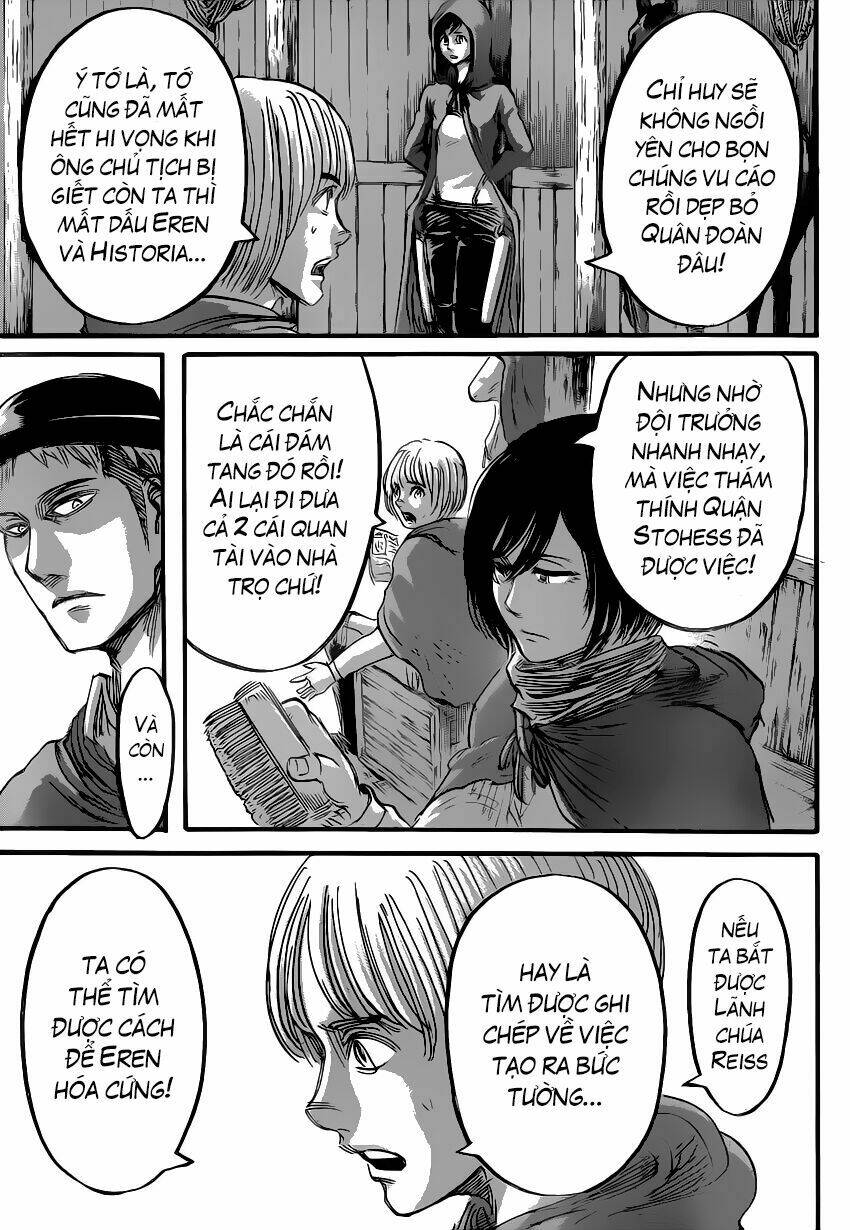 CHỈ HUY SẼ
KHÔNG NGỒI
YÊN CHO BỌN
CHÚNG VU CÁO
RỒI DẸP BỎ
QUÂN ĐOÀN
ĐÂU!
Ý TỚ LÀ, TỚ
CŨNG ĐÃ MẤT
HẾT HI VỌNG KHI
ÔNG CHỦ TỊCH BỊ
GIẾT CÒN TA THÌ
MẤT DẤU EREN
VÀ HISTORIA...
NHƯNG NHỜ
ĐỘI TRƯỞNG
NHANH NHẠY,
MÀ VIỆC THÁM
THÍNH QUẬN
STOHESS ĐÃ
ĐƯỢC VIỆC!
CHẮC CHẮN
LÀ CÁI ĐÁM
TANG ĐÓ RỒI!
AI LẠI ĐI ĐƯA
CẢ 2 CÁI QUAN
TÀI VÀO NHÀ
TRỌ CHỨ!
VÀ
CÒN
...
NẾU
TA BẮT
ĐƯỢC
LÃNH
CHÚA
REISS
HAY LÀ
TÌM ĐƯỢC GHI
CHÉP VỀ VIỆC
TẠO RA BỨC
TƯỜNG...
TA CÓ
THỂ TÌM
ĐƯỢC CÁCH
ĐỂ EREN
HÓA CỨNG!